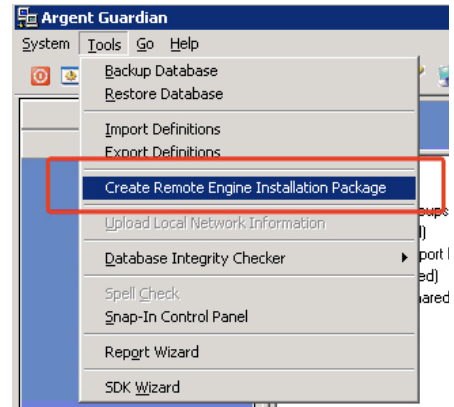 Argent Guardian
System Tools Go Help
Backup Database
Restore Database
Import Definitions
Export Definitions
Create Remote Engine Installation Package
Upload Local Network Information
Database Integrity Checker
Spell Check
Snap-In Control Panel
Report Wizard
SDK Wizard